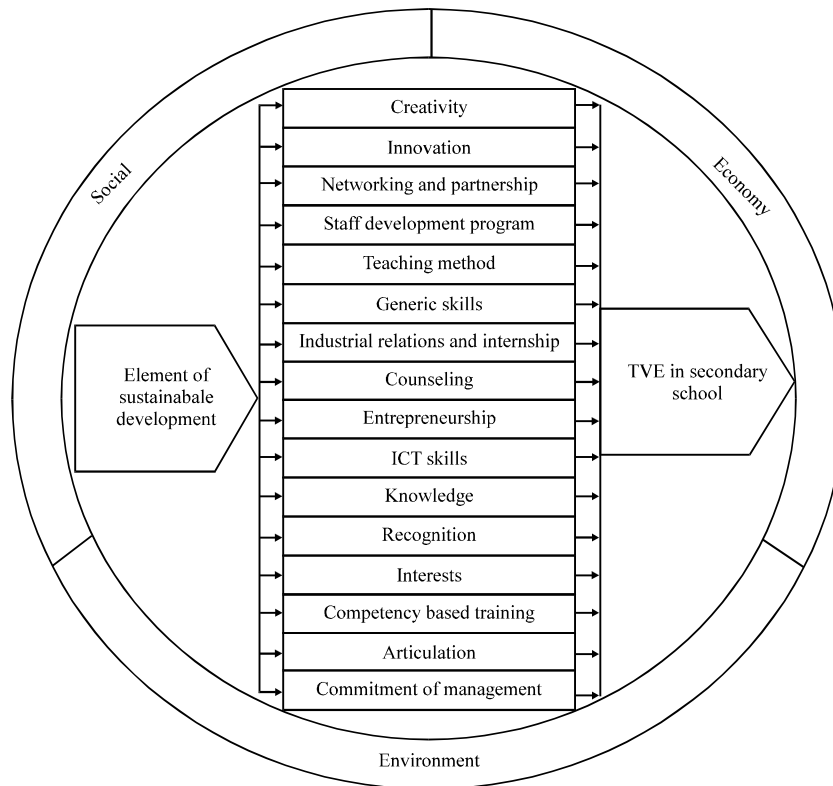 Social
Economy
Element of
sustainabale
development
Creativity
Innovation
Networking and partnership
Staff development program
Teaching method
Generic skills
Industrial relations and internship
Counseling
Entrepreneurship
ICT skills
Knowledge
Recognition
Interests
Competency based training
Articulation
Commitment of management
TVE in secondary
school
Environment